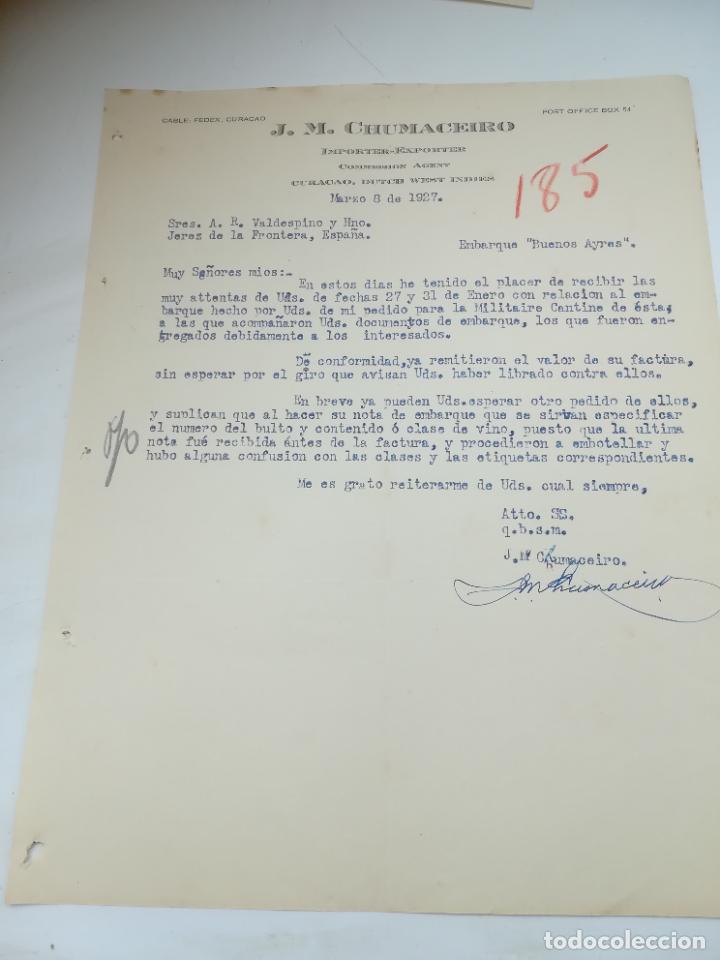 CABLE: FEDEX, CURACAO
POST OFFICE BOX 54
J. M. CHUMACEIRO
IMPORTER-EXPORTER
COMMISSION AGENT
CURACAO, DUTCH WEST INDIES
185
Marzo 8 de 1927.
Sres. A. R. Valdespino y Hno.
Jerez de la Frontera, España.
Embarque "Buenos Ayres".
Muy Sgñores mios:-
En estos dias he tenido el placer de recibir las
muy attentas de Uds. de fechas 27 y 31 de Enero con relacion al em-
barque hecho por Uds. de mi pedido para la Militaire Cantine de ésta,
a las que acompañaron Uds. documentos de embarque, los que fueron en-
gregados debidamente a los interesados.
De conformidad, ya remitieron el valor de su factura,
sin esperar por el giro que avisan Uds. haber librado contra ellos.
En breve ya pueden Uds. esperar otro pedido de ellos,
y suplican que al hacer su nota de embarque que se sirvan especificar
el numero del bulto y contenido ó clase de vino, puesto que la ultima
nota fué recibida ántes de la factura, y procedieron a embotellar y
hubo alguna confusion con las clases y las etiquetas correspondientes.
Me es grato reiterarme de Uds. cual siempre,
Atto. SS.
q.b.s.m.
J.M Chumaceiro.
JM Chumaceiro
todocoleccion
todocoleccion.net